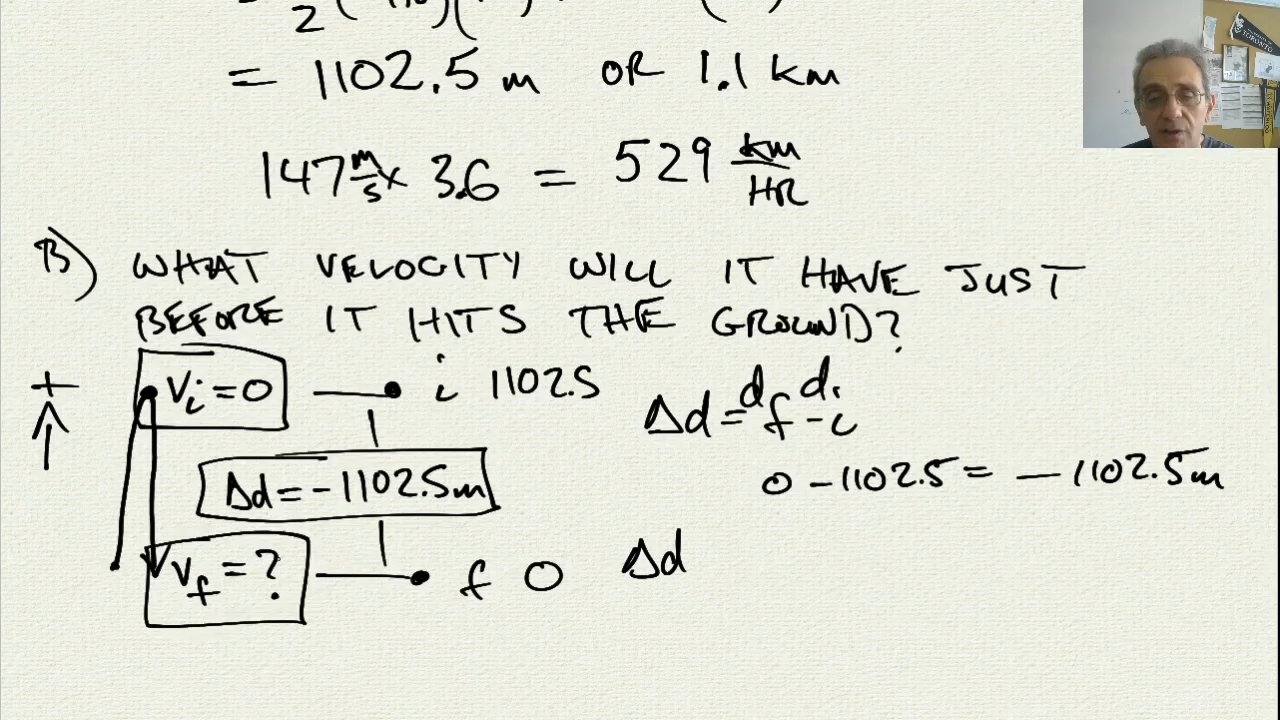 = 1102.5 m OR 1.1 km
147 m/s x 3.6 = 529 km/HR
B) WHAT VELOCITY WILL IT HAVE JUST
BEFORE IT HITS THE GROUND?
+ Vi = 0 i 1102.5 Δd = df - di
Δd = -1102.5m 0 - 1102.5 = -1102.5m
Vf = ? f 0 Δd
TORONTO